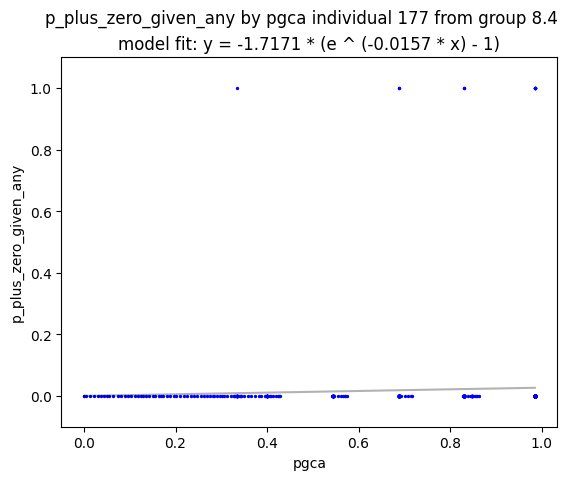 p_plus_zero_given_any by pgca individual 177 from group 8.4
model fit: y = -1.7171 * (e ^ (-0.0157 * x) - 1)
1.0
0.8
0.6
0.4
0.2
0.0
p_plus_zero_given_any
0.0 0.2 0.4 0.6 0.8 1.0
pgca